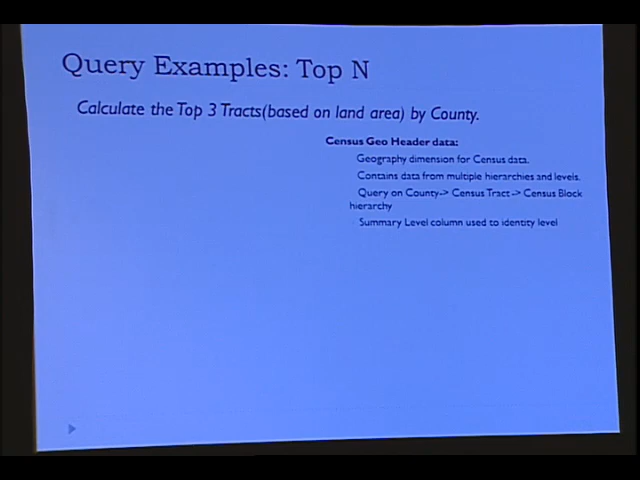 Query Examples: Top N
Calculate the Top 3 Tracts(based on land area) by County.
Census Geo Header data:
Geography dimension for Census data.
Contains data from multiple hierarchies and levels.
Query on County-> Census Tract -> Census Block
hierarchy
Summary Level column used to identity level